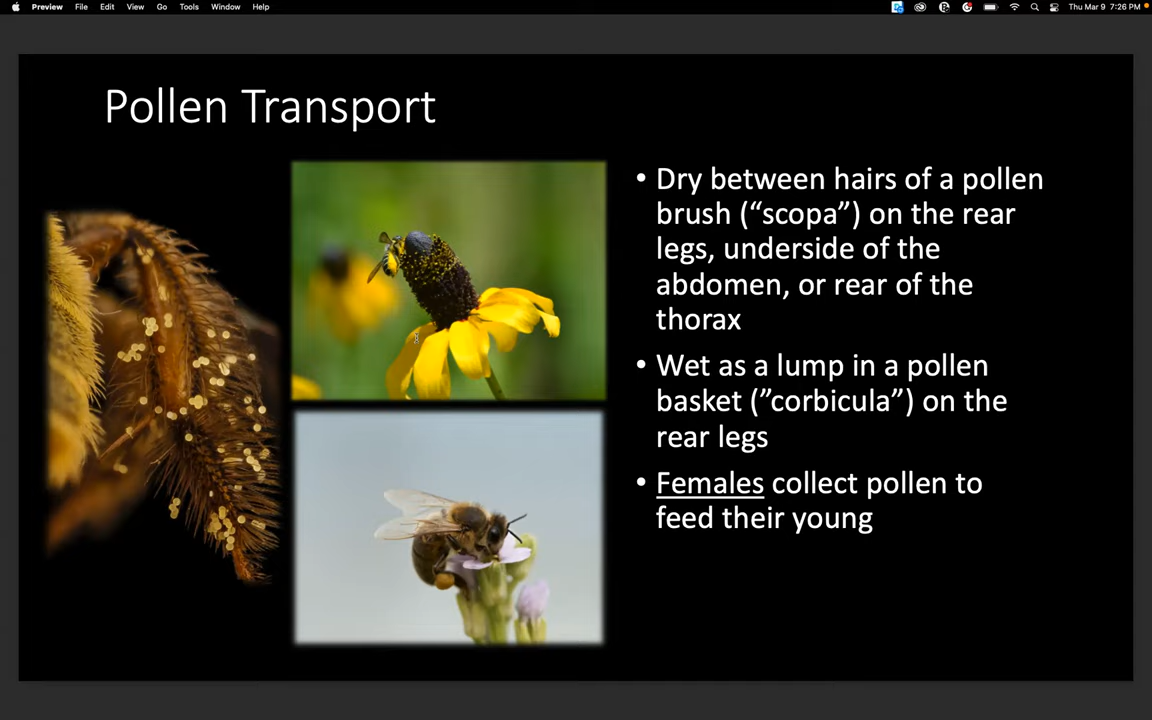 Preview File Edit View Go Tools Window Help Thu Mar 9 7:26 PM
Pollen Transport
• Dry between hairs of a pollen
brush (“scopa”) on the rear
legs, underside of the
abdomen, or rear of the
thorax
• Wet as a lump in a pollen
basket (”corbicula”) on the
rear legs
• Females collect pollen to
feed their young